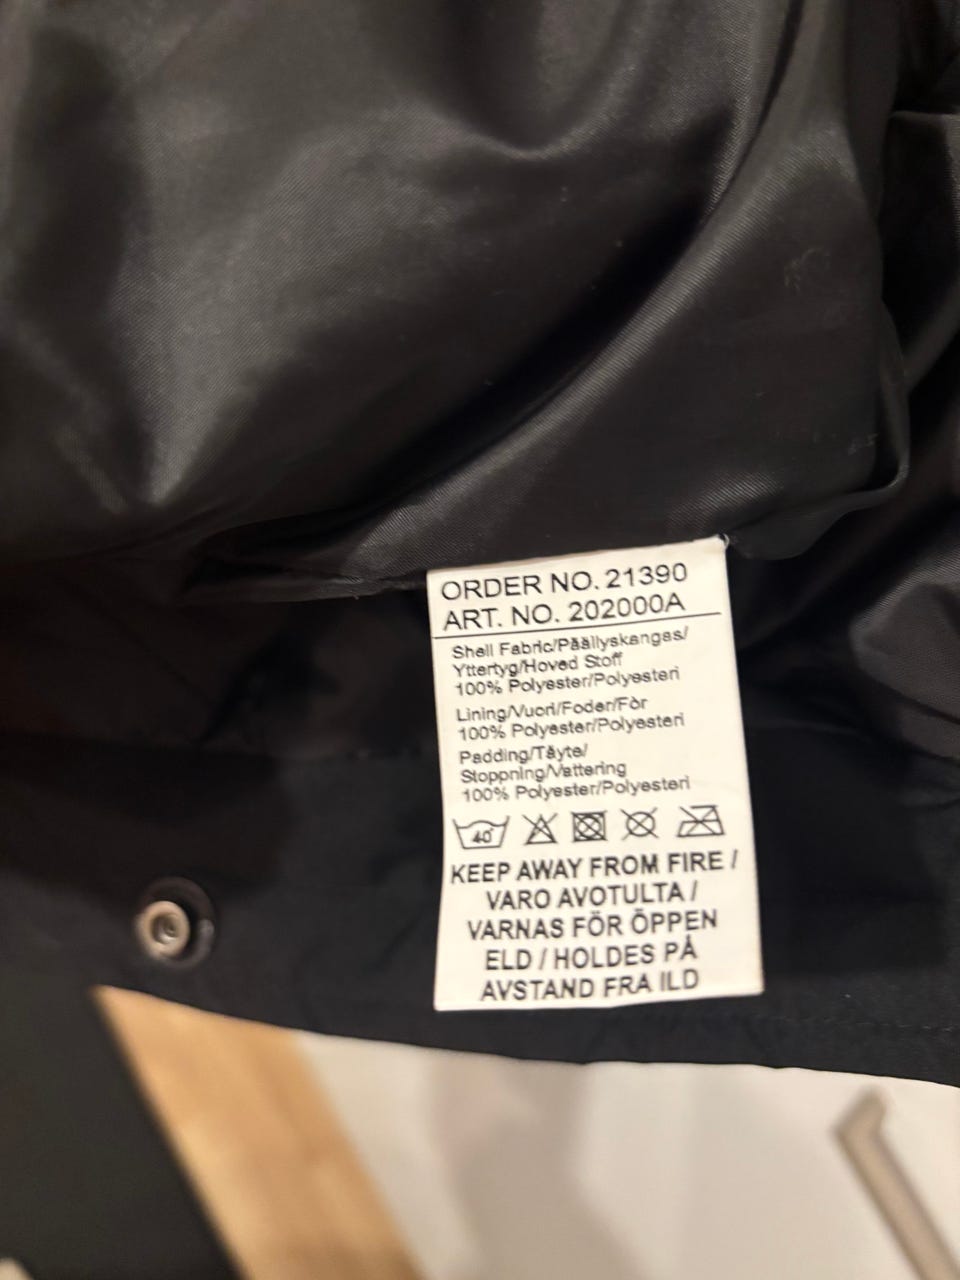 ORDER NO. 21390
ART. NO. 202000A
Shell Fabric/Päällyskangas/
Yttertyg/Hoved Stoff
100% Polyester/Polyesteri
Lining/Vuori/Foder/Fòr
100% Polyester/Polyesteri
Padding/Täyte/
Stoppning/Vattering
100% Polyester/Polyesteri
40°
KEEP AWAY FROM FIRE /
VARO AVOTULTA /
VARNAS FÖR ÖPPEN
ELD / HOLDES PÅ
AVSTAND FRA ILD